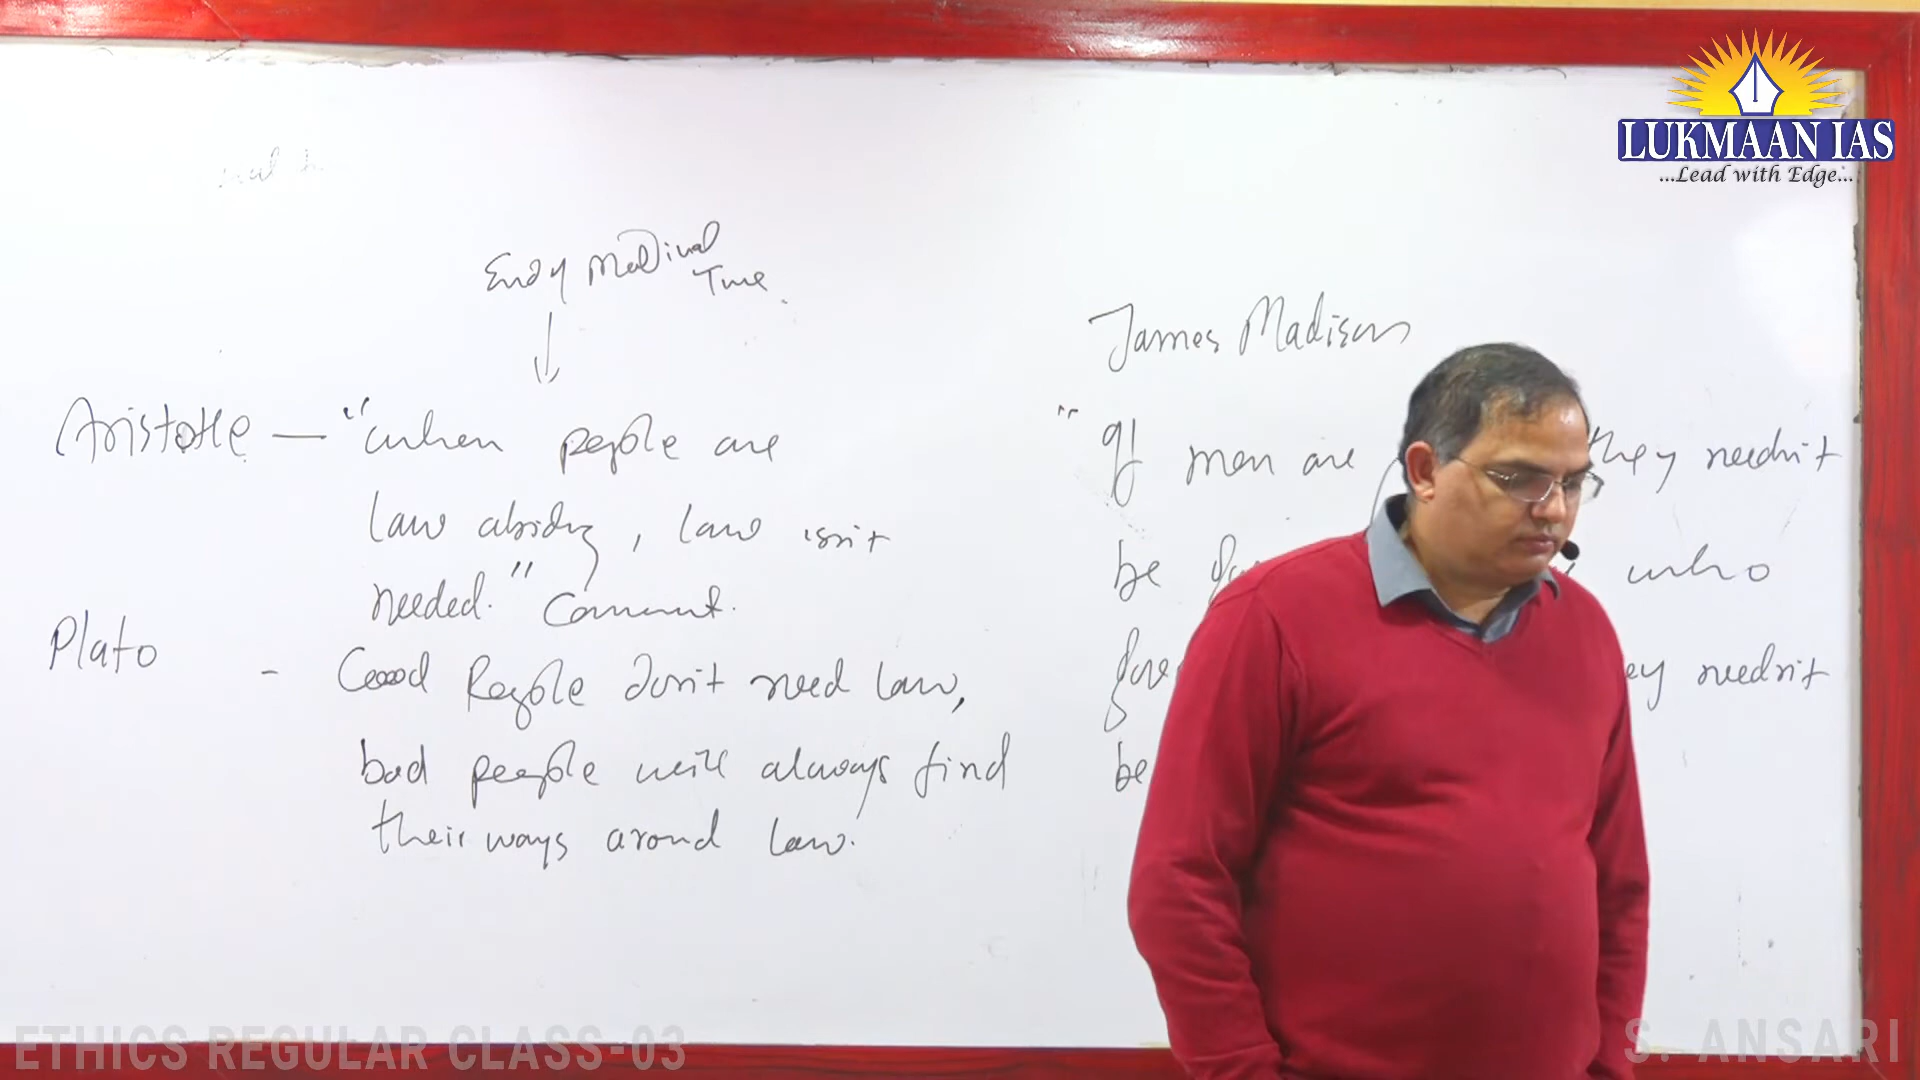 LUKMAAN IAS
...Lead with Edge...
End of
Time
Aristotle — "when people are
law abiding, law isn't
needed." Comment.
Plato
- Good People don't need law,
bad people will always find
their ways around law.
James Madison
"If men are they needn't
be who
needn't
be
ETHICS REGULAR CLASS-03
S. ANSARI